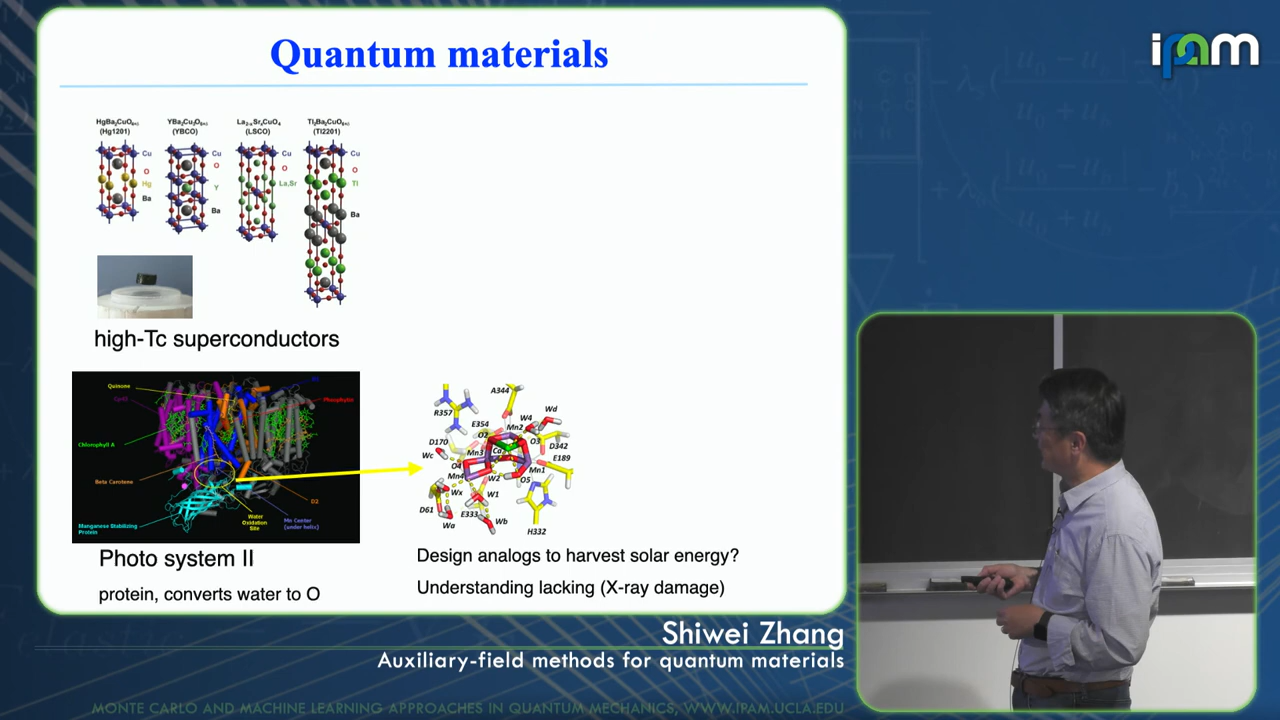 Quantum materials
ipam
HgBa₂CuO₄₊δ YBa₂Cu₃O₆₊δ La₂₋ₓSrₓCuO₄ Tl₂Ba₂CuO₆₊δ
(Hg1201) (YBCO) (LSCO) (Tl2201)
Cu Cu Cu Cu
O O O O
Hg Y La,Sr Tl
Ba Ba Ba
high-Tc superconductors
Quinone
Phaeophytin
Chlorophyll A
Beta Carotene
D2
Manganese Stabilizing
Protein
Water
Oxidation
Site
Mn Center
(under helix)
A344
R357
Wd
W4
E354
Mn2
O2
O3
D170
D342
Wc
Mn3
Ca
E189
O4
Mn1
Mn4
W2
O5
Wx
W1
D61
E333
Wa
Wb
H332
Photo system II
protein, converts water to O
Design analogs to harvest solar energy?
Understanding lacking (X-ray damage)
Shiwei Zhang
Auxiliary-field methods for quantum materials
MONTE CARLO AND MACHINE LEARNING APPROACHES IN QUANTUM MECHANICS, WWW.IPAM.UCLA.EDU